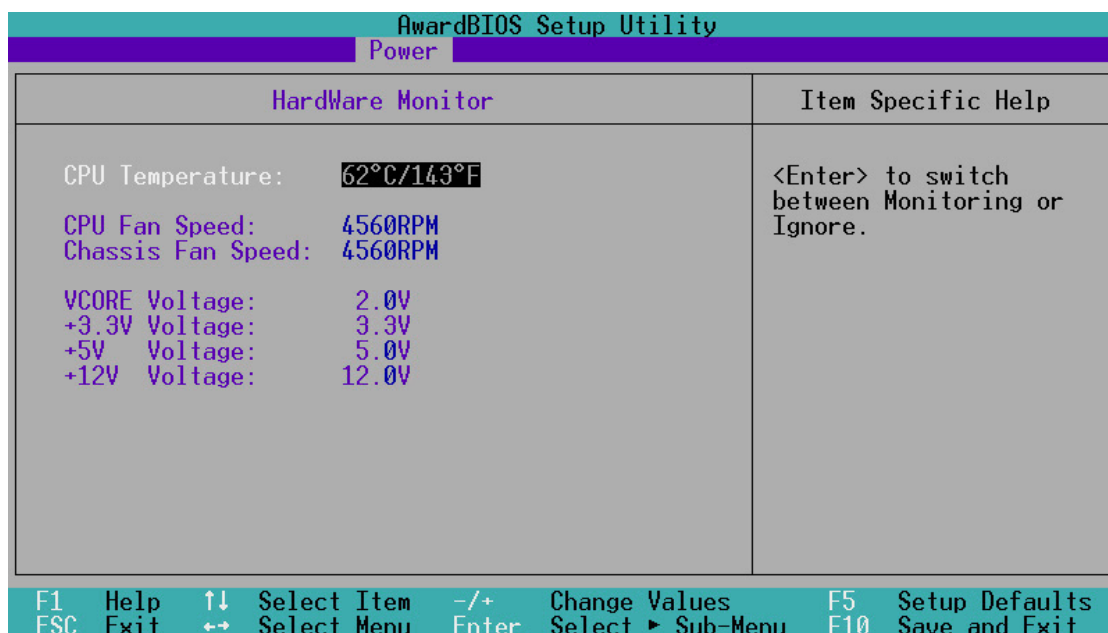 AwardBIOS Setup Utility
Power
HardWare Monitor
Item Specific Help
CPU Temperature: 62°C/143°F
CPU Fan Speed: 4560RPM
Chassis Fan Speed: 4560RPM
VCORE Voltage: 2.0V
+3.3V Voltage: 3.3V
+5V Voltage: 5.0V
+12V Voltage: 12.0V
<Enter> to switch
between Monitoring or
Ignore.
F1 Help ↑↓ Select Item -/+ Change Values F5 Setup Defaults
ESC Exit ←→ Select Menu Enter Select ► Sub-Menu F10 Save and Exit